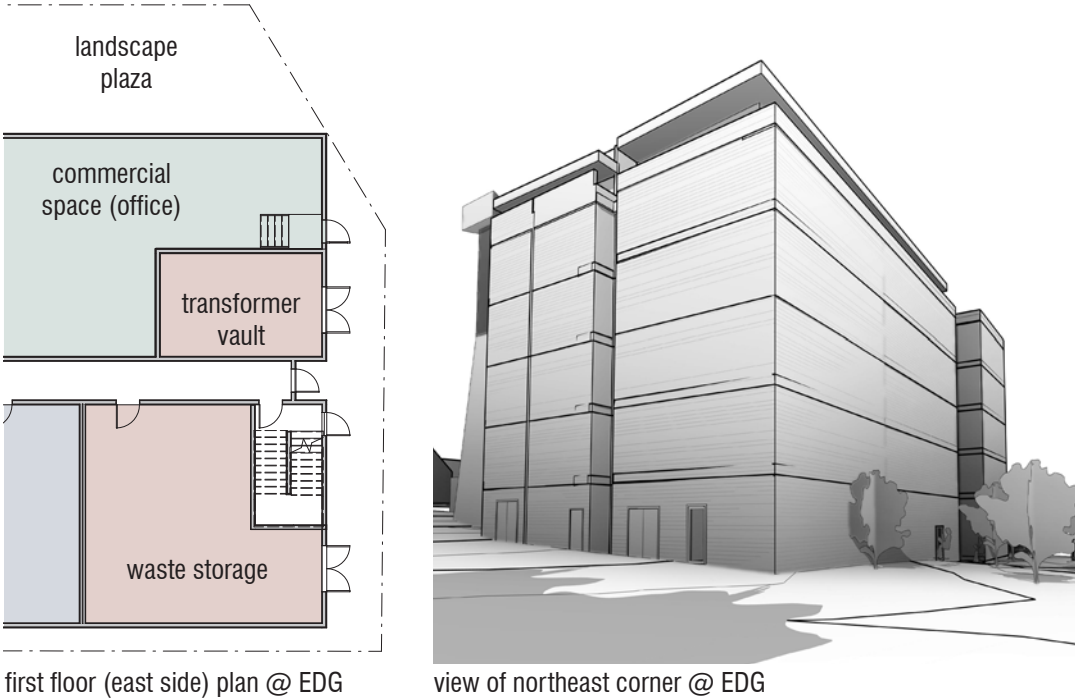 landscape
plaza
commercial
space (office)
transformer
vault
waste storage
first floor (east side) plan @ EDG
view of northeast corner @ EDG